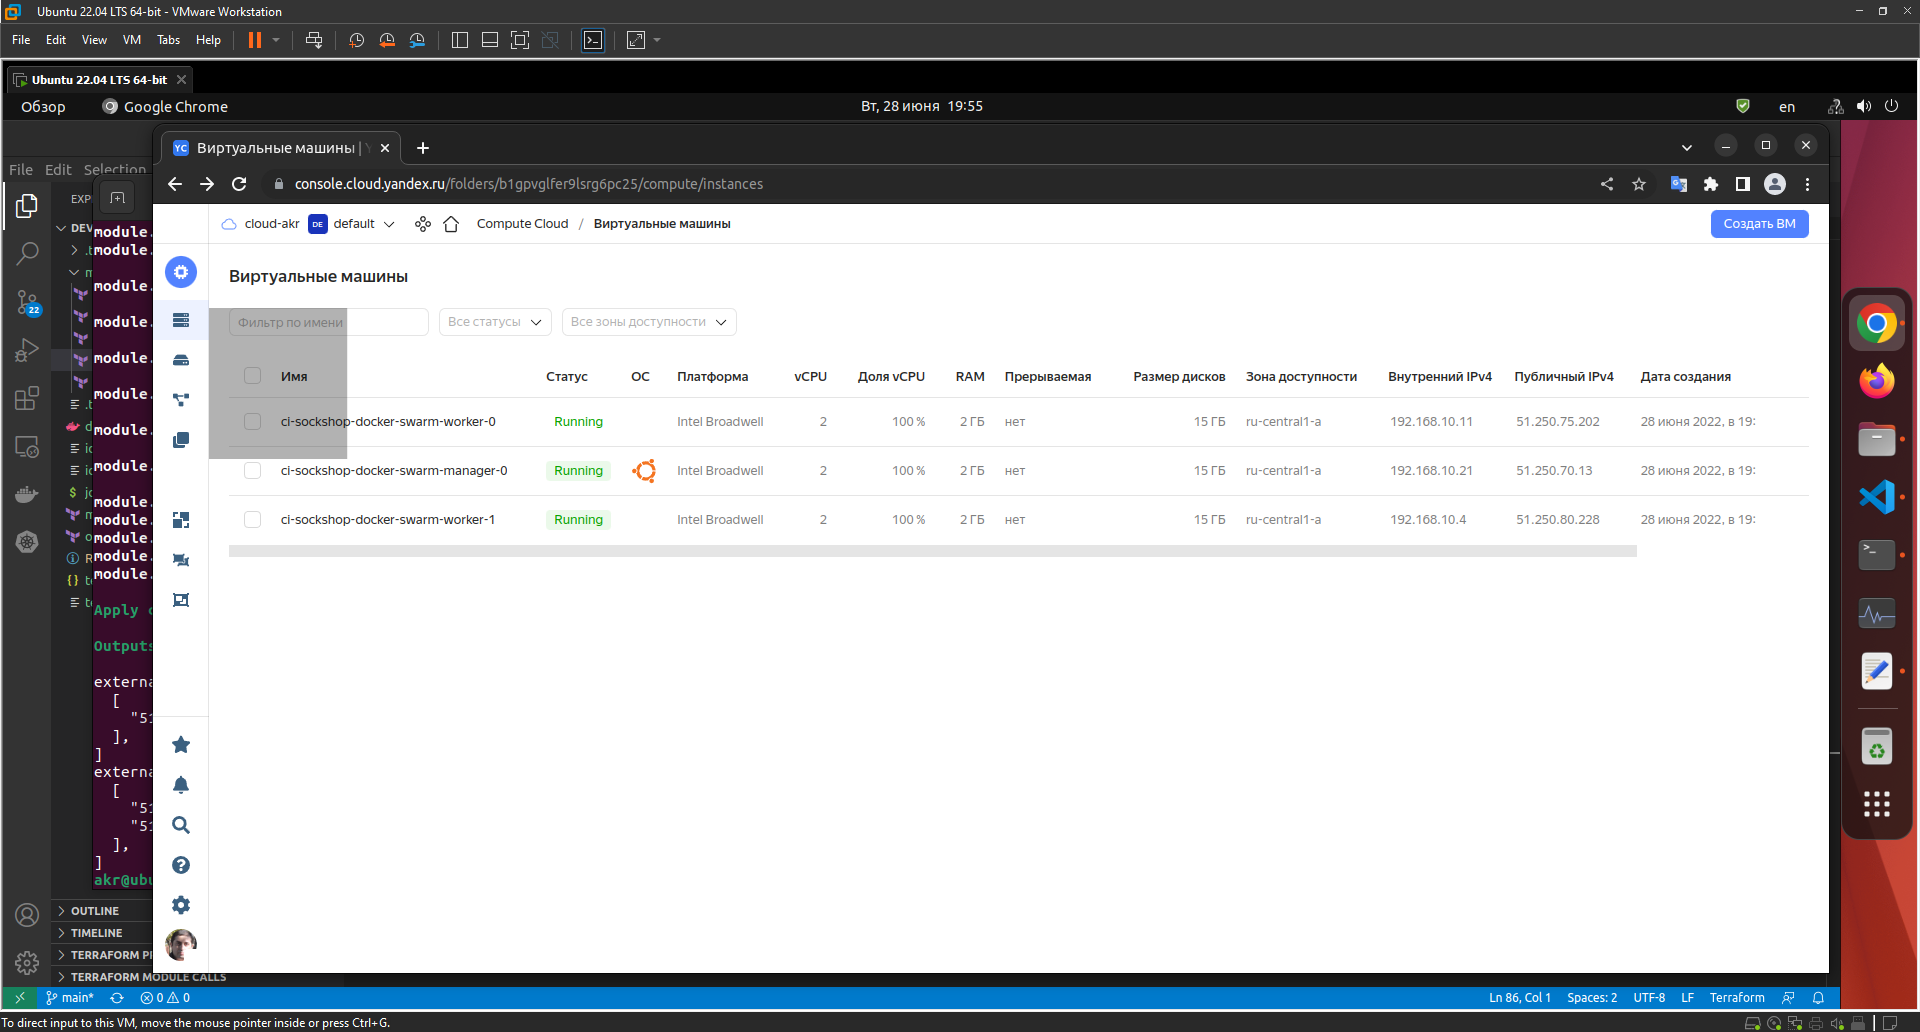 Ubuntu 22.04 LTS 64-bit - VMware Workstation
File Edit View VM Tabs Help
Ubuntu 22.04 LTS 64-bit
Обзор Google Chrome Вт, 28 июня 19:55 en
YC Виртуальные машины |
File Edit Selection
console.cloud.yandex.ru/folders/b1gpvglfer9lsrg6pc25/compute/instances
cloud-akr DE default Compute Cloud / Виртуальные машины Создать ВМ
Виртуальные машины
Фильтр по имени Все статусы Все зоны доступности
Имя Статус ОС Платформа vCPU Доля vCPU RAM Прерываемая Размер дисков Зона доступности Внутренний IPv4 Публичный IPv4 Дата создания
ci-sockshop-docker-swarm-worker-0 Running Intel Broadwell 2 100 % 2 ГБ нет 15 ГБ ru-central1-a 192.168.10.11 51.250.75.202 28 июня 2022, в 19:
ci-sockshop-docker-swarm-manager-0 Running Intel Broadwell 2 100 % 2 ГБ нет 15 ГБ ru-central1-a 192.168.10.21 51.250.70.13 28 июня 2022, в 19:
ci-sockshop-docker-swarm-worker-1 Running Intel Broadwell 2 100 % 2 ГБ нет 15 ГБ ru-central1-a 192.168.10.4 51.250.80.228 28 июня 2022, в 19:
EXP
DEV
22
module.
module.
module.
module.
module.
module.
module.
module.
module.
module.
module.
module.
module.
Apply
Outputs
externa
[
"51
],
]
externa
[
"51
"51
],
]
akr@ubu
OUTLINE
TIMELINE
TERRAFORM P
TERRAFORM MODULE CALLS
main* 0 0 Ln 86, Col 1 Spaces: 2 UTF-8 LF Terraform
To direct input to this VM, move the mouse pointer inside or press Ctrl+G.